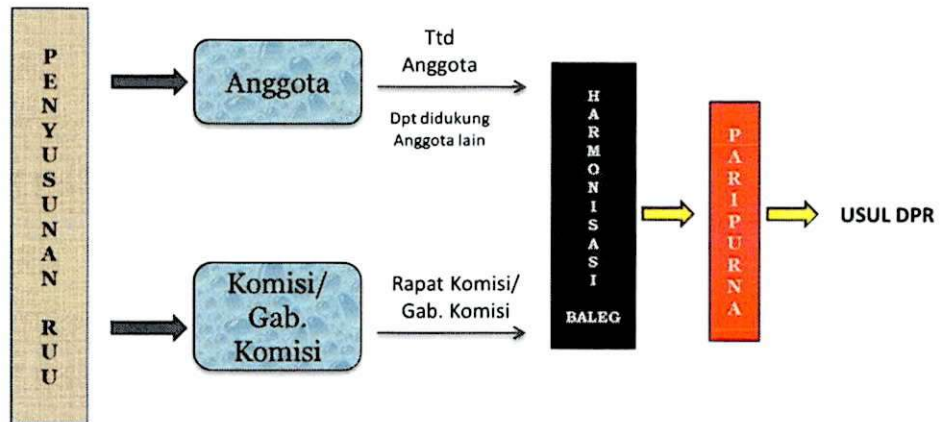 PENYUSUNAN RUU
Anggota
Ttd
Anggota
Dpt didukung
Anggota lain
Komisi/
Gab.
Komisi
Rapat Komisi/
Gab. Komisi
HARMONISASI
BALEG
PARIPURNA
USUL DPR